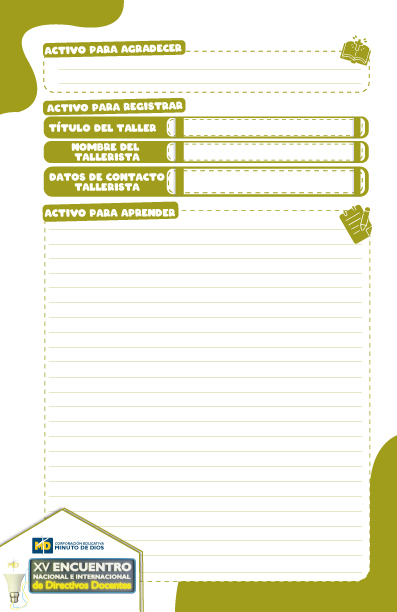 ACTIVO PARA AGRADECER
ACTIVO PARA REGISTRAR
TÍTULO DEL TALLER
NOMBRE DEL
TALLERISTA
DATOS DE CONTACTO
TALLERISTA
ACTIVO PARA APRENDER
MD
CORPORACIÓN EDUCATIVA
MINUTO DE DIOS
XV ENCUENTRO
NACIONAL E INTERNACIONAL
de Directivos Docentes